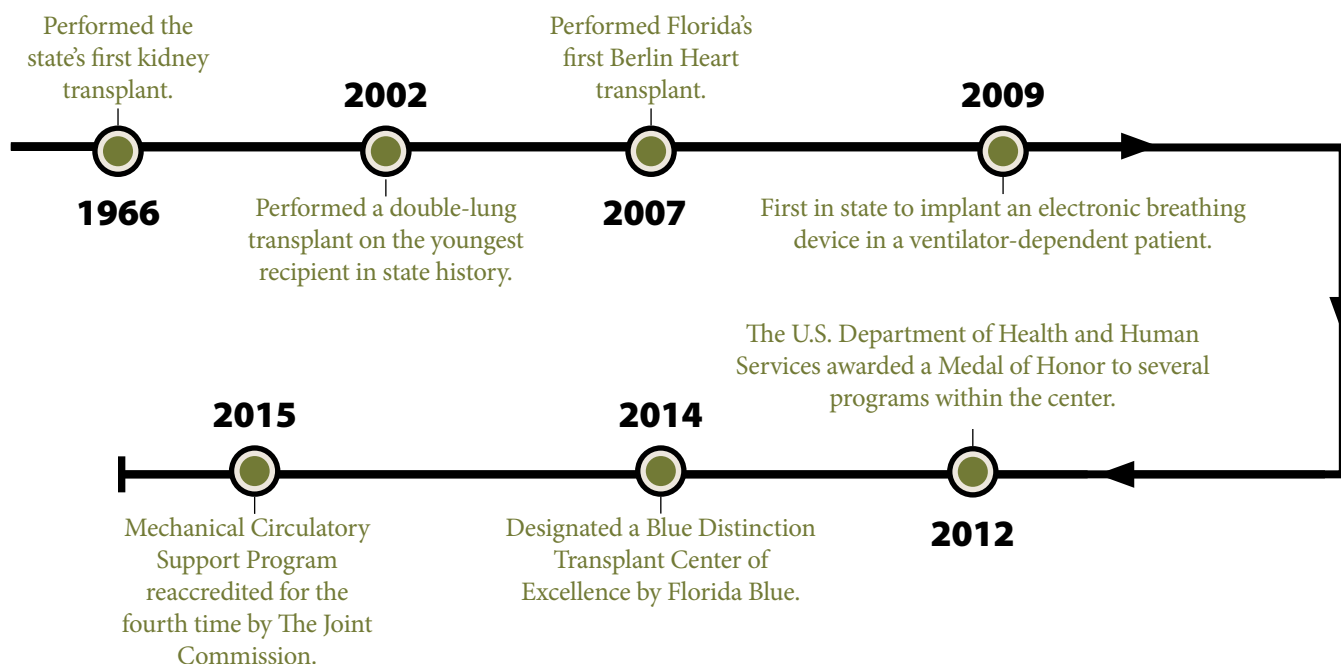 Performed the
state's first kidney
transplant.
1966
2002
Performed a double-lung
transplant on the youngest
recipient in state history.
Performed Florida's
first Berlin Heart
transplant.
2007
2009
First in state to implant an electronic breathing
device in a ventilator-dependent patient.
The U.S. Department of Health and Human
Services awarded a Medal of Honor to several
programs within the center.
2012
2014
Designated a Blue Distinction
Transplant Center of
Excellence by Florida Blue.
2015
Mechanical Circulatory
Support Program
reaccredited for the
fourth time by The Joint
Commission.